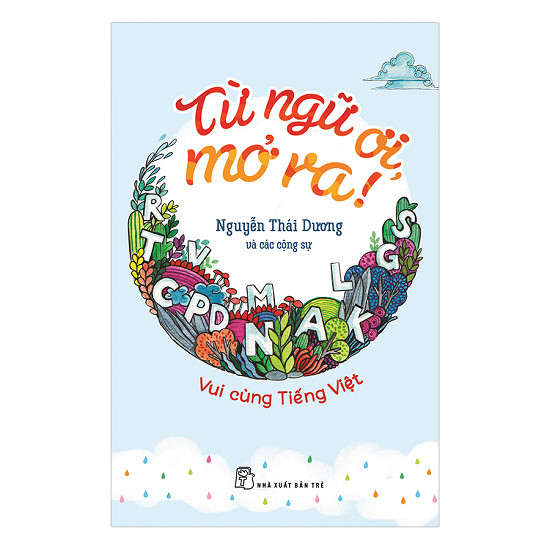 Từ ngữ ơi,
mở ra!
Nguyễn Thái Dương
và các cộng sự
R
T
V
C
P
D
M
N
A
L
K
G
S
Vui cùng Tiếng Việt
NHÀ XUẤT BẢN TRẺ